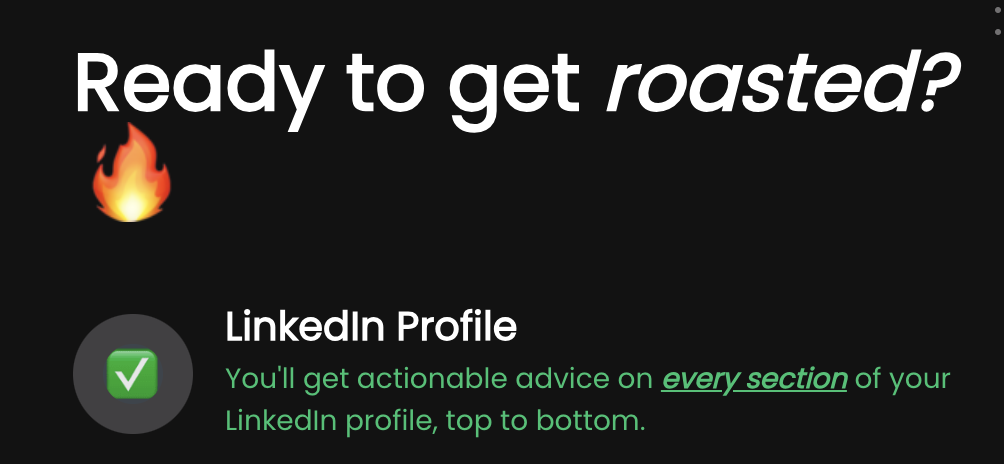 Ready to get roasted?
🔥
LinkedIn Profile
You'll get actionable advice on every section of your
LinkedIn profile, top to bottom.